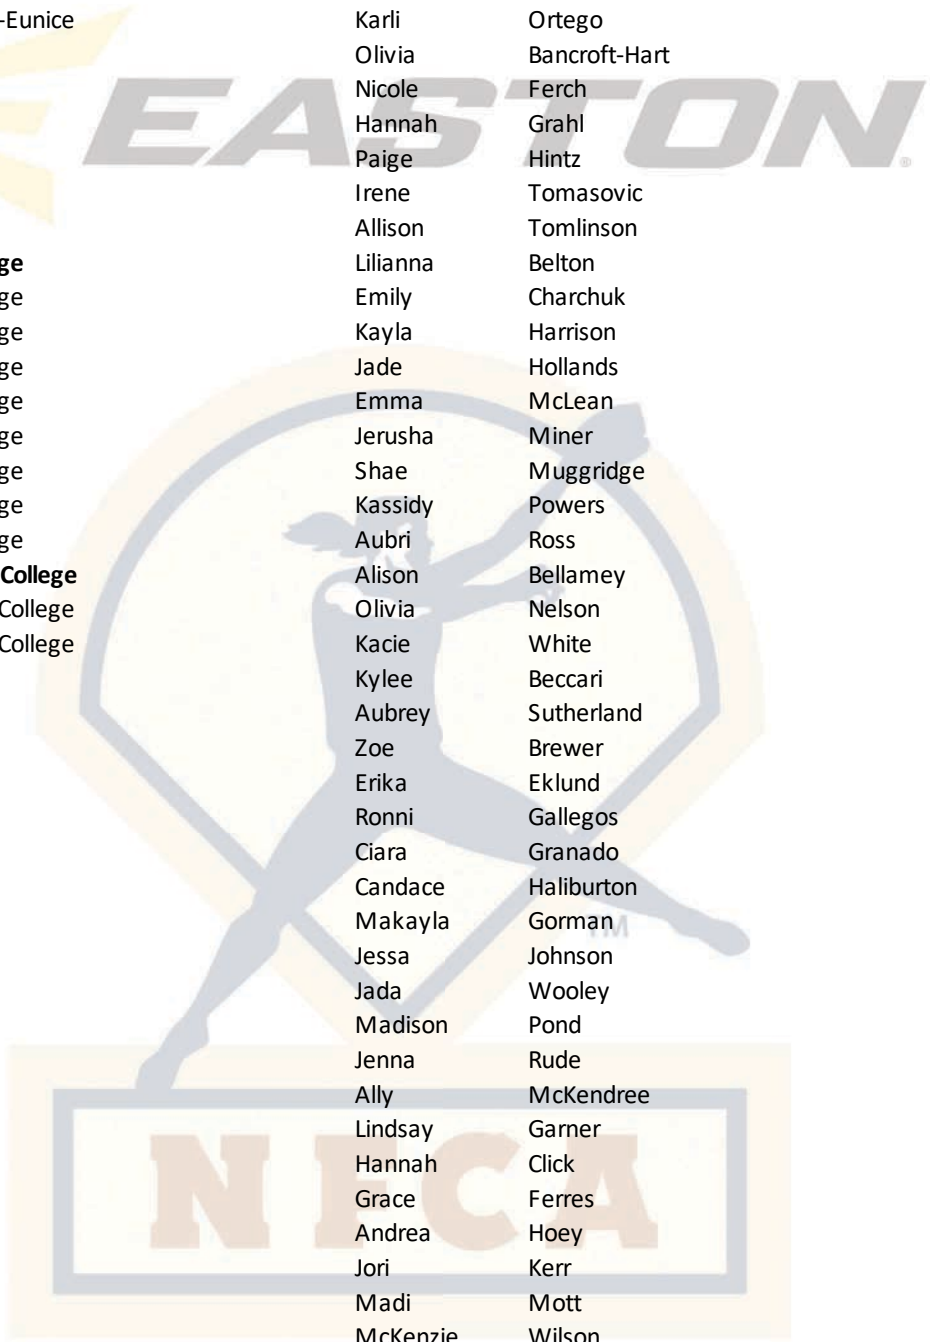 -Eunice Karli Ortego
Olivia Bancroft-Hart
EASTON®
Nicole Ferch
Hannah Grahl
Paige Hintz
Irene Tomasovic
Allison Tomlinson
ge Lilianna Belton
ge Emily Charchuk
ge Kayla Harrison
ge Jade Hollands
ge Emma McLean
ge Jerusha Miner
ge Shae Muggridge
ge Kassidy Powers
ge Aubri Ross
College Alison Bellamey
College Olivia Nelson
College Kacie White
Kylee Beccari
Aubrey Sutherland
Zoe Brewer
Erika Eklund
Ronni Gallegos
Ciara Granado
Candace Haliburton
Makayla Gorman
TM
Jessa Johnson
Jada Wooley
Madison Pond
Jenna Rude
Ally McKendree
Lindsay Garner
Hannah Click
NFCA
Grace Ferres
Andrea Hoey
Jori Kerr
Madi Mott
McKenzie Wilson